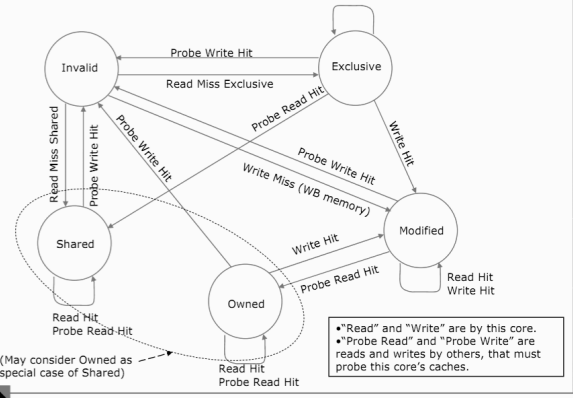 Probe Write Hit
Invalid
Exclusive
Read Miss Exclusive
Probe Read Hit
Read Miss Shared
Probe Write Hit
Probe Write Hit
Write Hit
Probe Write Hit
Write Miss (WB memory)
Shared
Write Hit
Modified
Probe Read Hit
Owned
Read Hit
Write Hit
Read Hit
Probe Read Hit
(May consider Owned as
special case of Shared)
Read Hit
Probe Read Hit
•"Read" and "Write" are by this core.
•"Probe Read" and "Probe Write" are
reads and writes by others, that must
probe this core's caches.